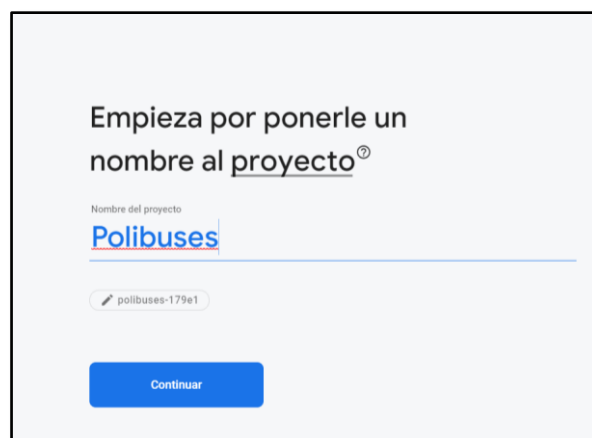 Empieza por ponerle un
nombre al proyecto
Nombre del proyecto
Polibuses
polibuses-179e1
Continuar